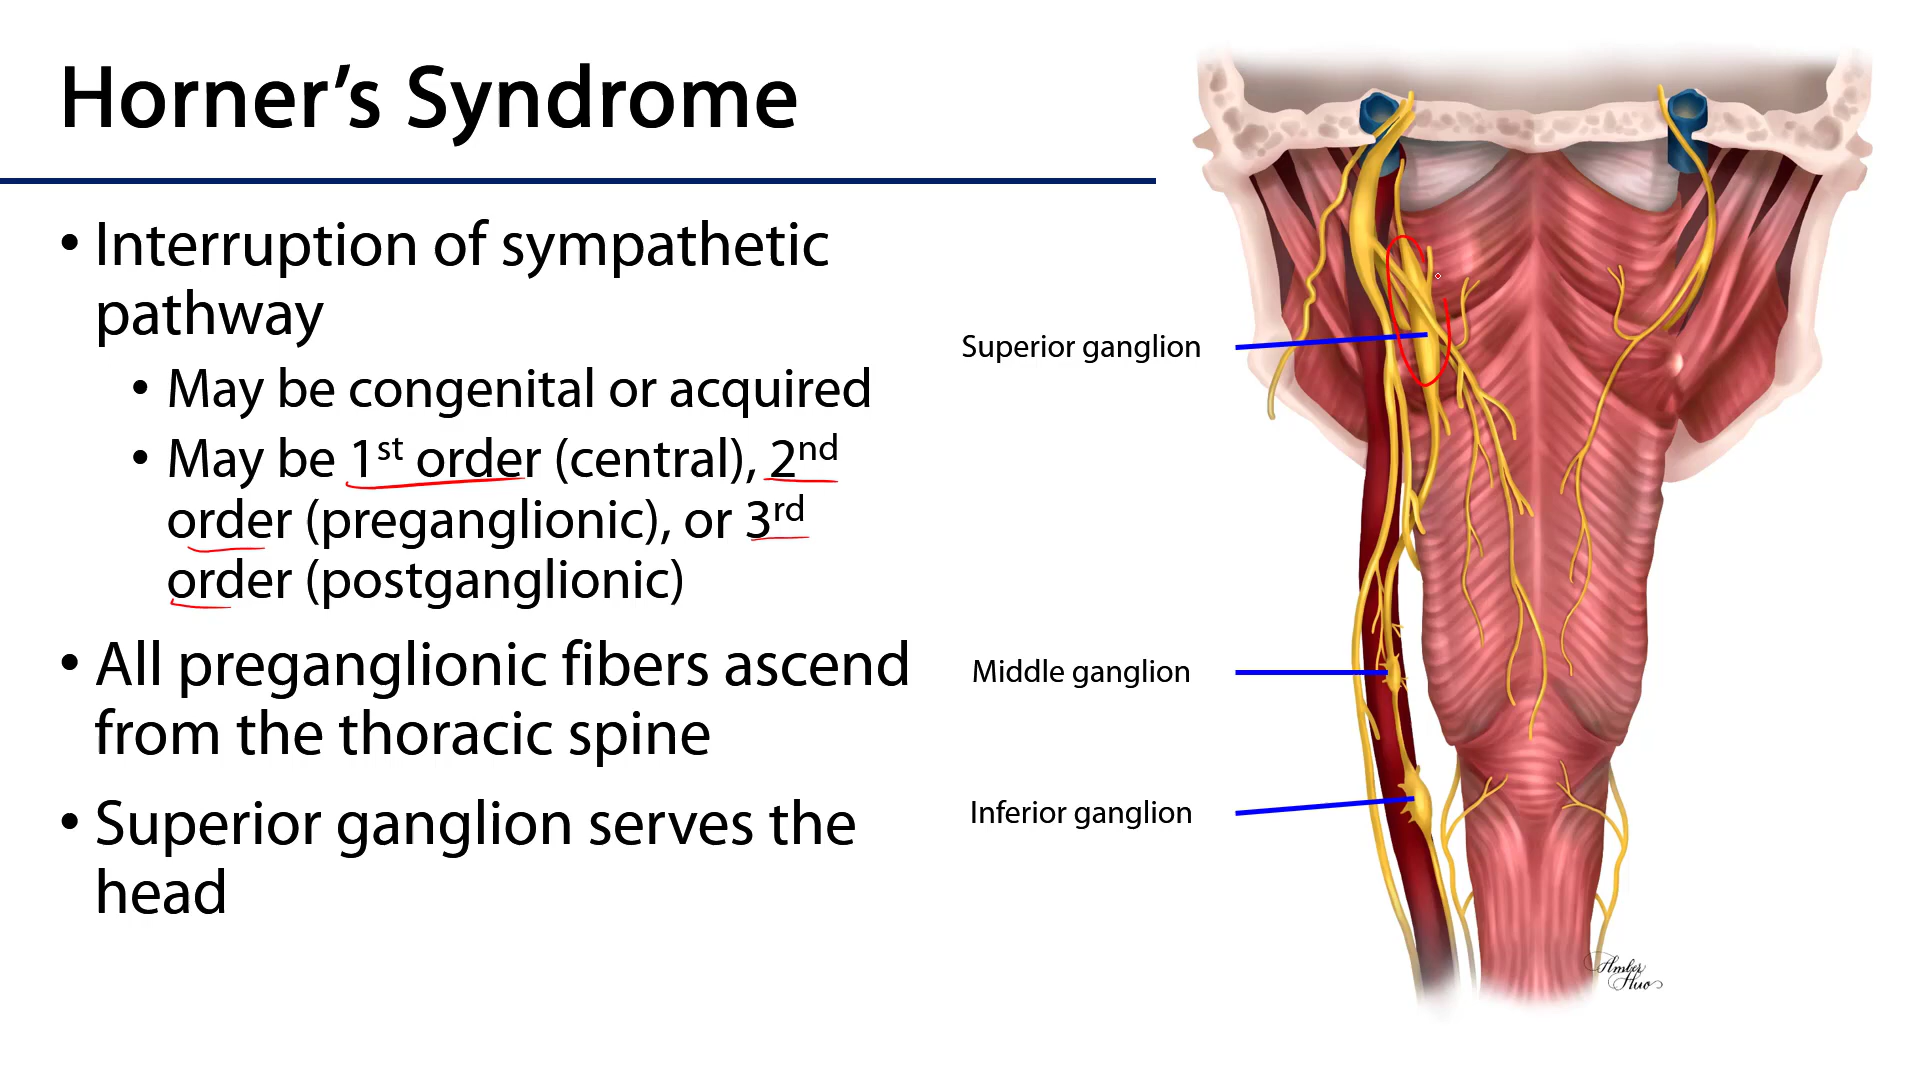 Horner’s Syndrome
• Interruption of sympathetic
pathway
• May be congenital or acquired
• May be 1st order (central), 2nd
order (preganglionic), or 3rd
order (postganglionic)
• All preganglionic fibers ascend
from the thoracic spine
• Superior ganglion serves the
head
Superior ganglion
Middle ganglion
Inferior ganglion
Amber
Huo